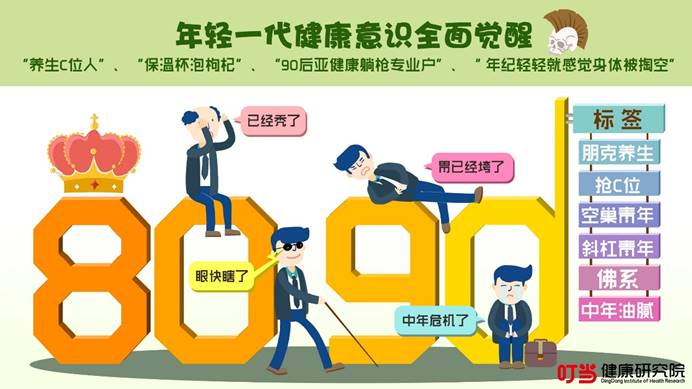 年轻一代健康意识全面觉醒
“养生C位人”、“保温杯泡枸杞”、“90后亚健康躺枪专业户”、“年纪轻轻就感觉身体被掏空”
8090d
已经秃了
胃已经垮了
眼快瞎了
中年危机了
标签
朋克养生
抢C位
空巢青年
斜杠青年
佛系
中年油腻
叮当 健康研究院
DingDang Institute of Health Research